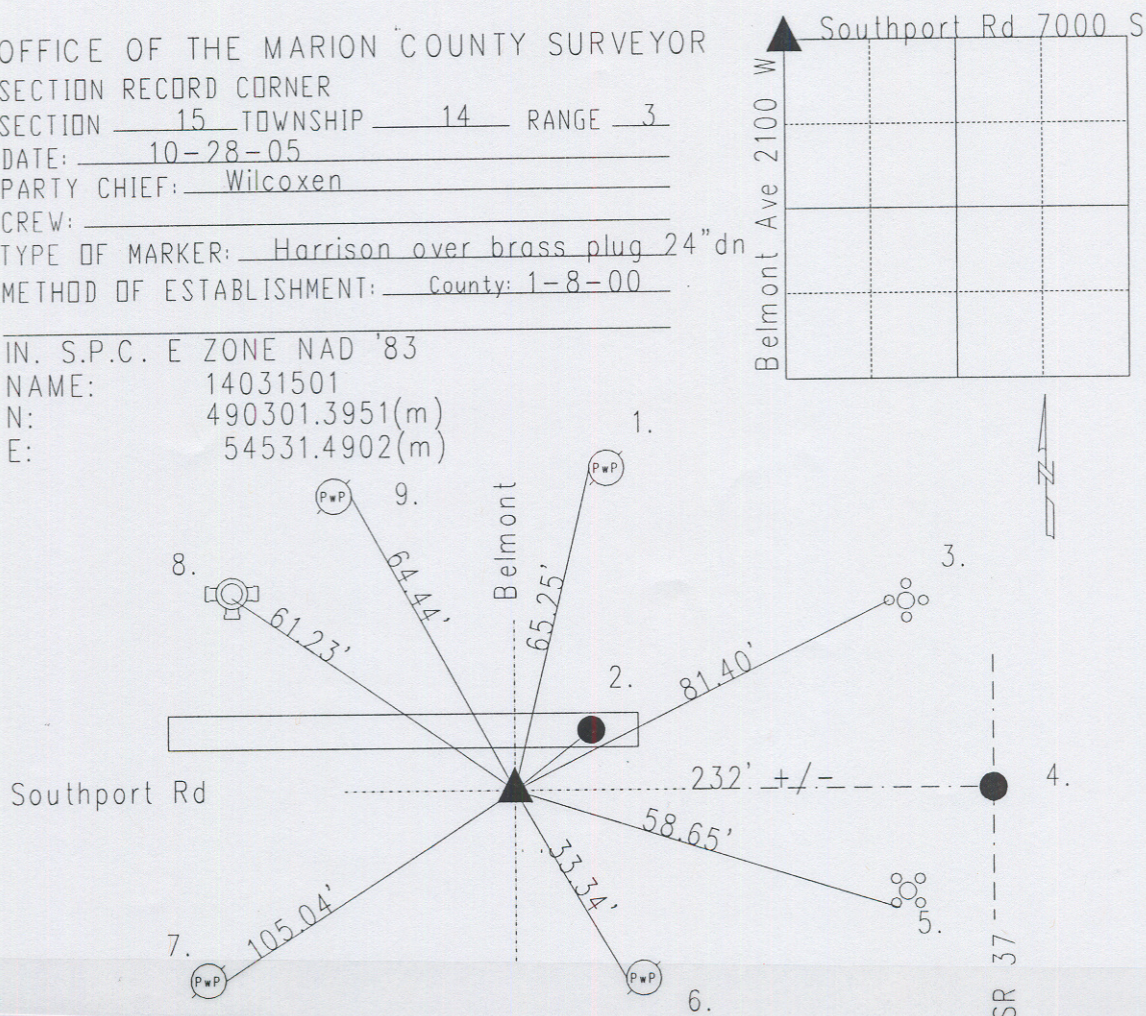 OFFICE OF THE MARION COUNTY SURVEYOR
SECTION RECORD CORNER
SECTION 15 TOWNSHIP 14 RANGE 3
DATE: 10-28-05
PARTY CHIEF: Wilcoxen
CREW:
TYPE OF MARKER: Harrison over brass plug 24"dn
METHOD OF ESTABLISHMENT: County: 1-8-00
IN. S.P.C. E ZONE NAD '83
NAME: 14031501
N: 490301.3951(m)
E: 54531.4902(m)
Southport Rd 7000 S
Belmont Ave 2100 W
N
1.
PwP
9.
PwP
Belmont
8.
3.
64.44'
65.25'
61.23'
2.
81.40'
Southport Rd
232' +/-
4.
58.65'
33.34'
105.04'
5.
7.
PwP
PwP
6.
SR 37